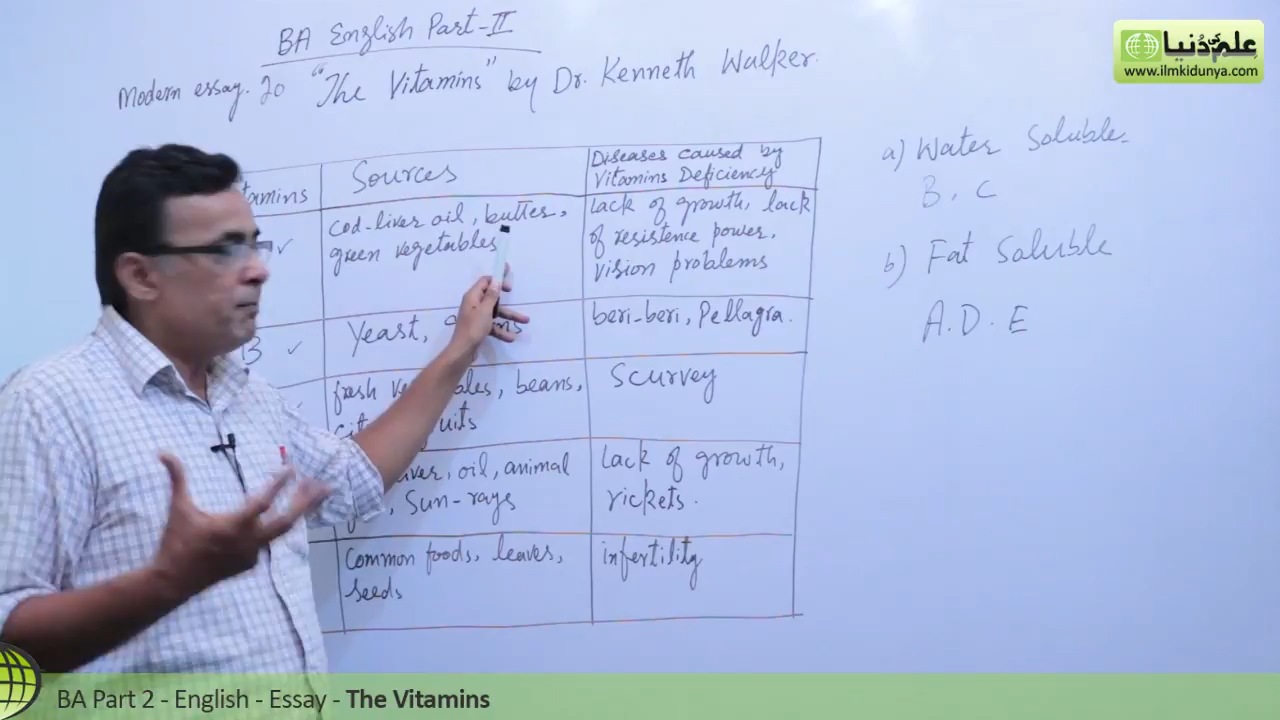 BA English Part-II
Modern essay. 20 "The Vitamins" by Dr. Kenneth Walker.
علم کی دُنیا
www.ilmkidunya.com
Sources
Diseases caused by
Vitamins Deficiency
cod-liver oil, butter,
green vegetables
lack of growth, lack
of resistence power,
vision problems
B ✓
Yeast,
beri-beri, Pellagra.
fresh beans,
Scurvey
oil, animal
Sun-rays
Lack of growth,
rickets.
Common foods, leaves,
seeds
infertility
a) Water Soluble
B, C
b) Fat Soluble
A. D. E
BA Part 2 - English - Essay - The Vitamins